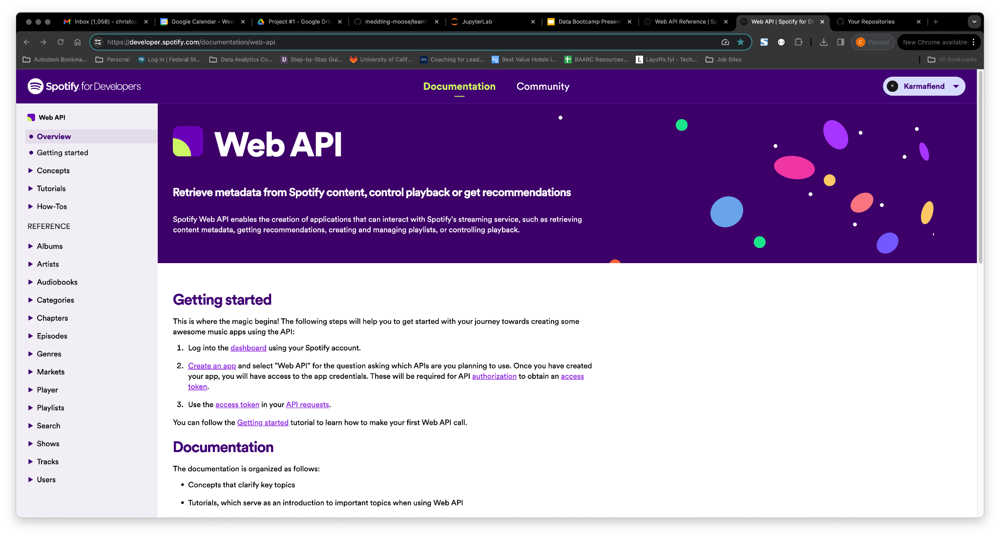 Inbox (1,058) - christop
Google Calendar - Wee
Project #1 - Google Driv
meddling-moose/team1
JupyterLab
Data Bootcamp Presen
Web API Reference | Sp
Web API | Spotify for De
Your Repositories
https://developer.spotify.com/documentation/web-api
C Paused
New Chrome available
Autodesk Bookma...
Personal
FSA Log In | Federal St...
Data Analytics Co...
B Step-by-Step Gui...
University of Calif...
CFL Coaching for Lead...
hg Best Value Hotels i...
BAARC Resources...
L Layoffs.fyi - Tech...
Job Sites
All Bookmarks
Spotify for Developers
Documentation
Community
K Karmafiend
Web API
Overview
Getting started
Concepts
Tutorials
How-Tos
REFERENCE
Albums
Artists
Audiobooks
Categories
Chapters
Episodes
Genres
Markets
Player
Playlists
Search
Shows
Tracks
Users
Web API
Retrieve metadata from Spotify content, control playback or get recommendations
Spotify Web API enables the creation of applications that can interact with Spotify's streaming service, such as retrieving
content metadata, getting recommendations, creating and managing playlists, or controlling playback.
Getting started
This is where the magic begins! The following steps will help you to get started with your journey towards creating some
awesome music apps using the API:
1. Log into the dashboard using your Spotify account.
2. Create an app and select "Web API" for the question asking which APIs are you planning to use. Once you have created
your app, you will have access to the app credentials. These will be required for API authorization to obtain an access
token.
3. Use the access token in your API requests.
You can follow the Getting started tutorial to learn how to make your first Web API call.
Documentation
The documentation is organized as follows:
• Concepts that clarify key topics
• Tutorials, which serve as an introduction to important topics when using Web API